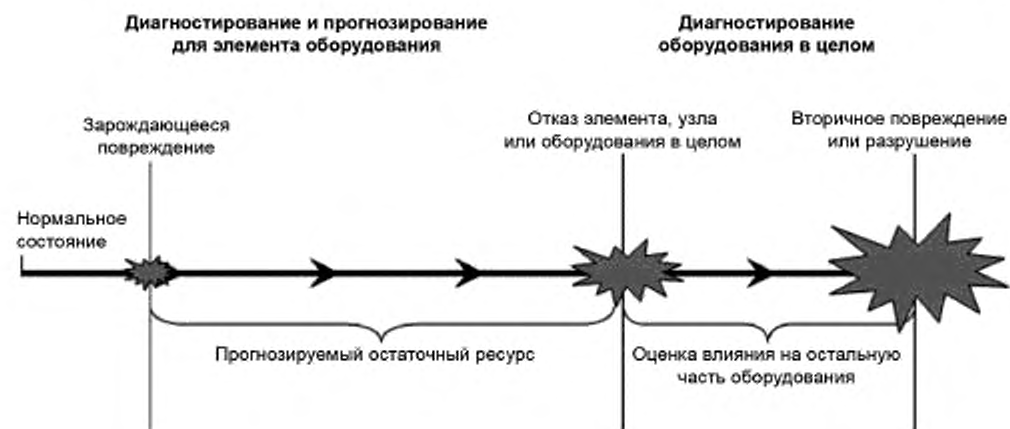 Диагностирование и прогнозирование
для элемента оборудования
Диагностирование
оборудования в целом
Зарождающееся
повреждение
Отказ элемента, узла
или оборудования в целом
Вторичное повреждение
или разрушение
Нормальное
состояние
Прогнозируемый остаточный ресурс
Оценка влияния на остальную
часть оборудования